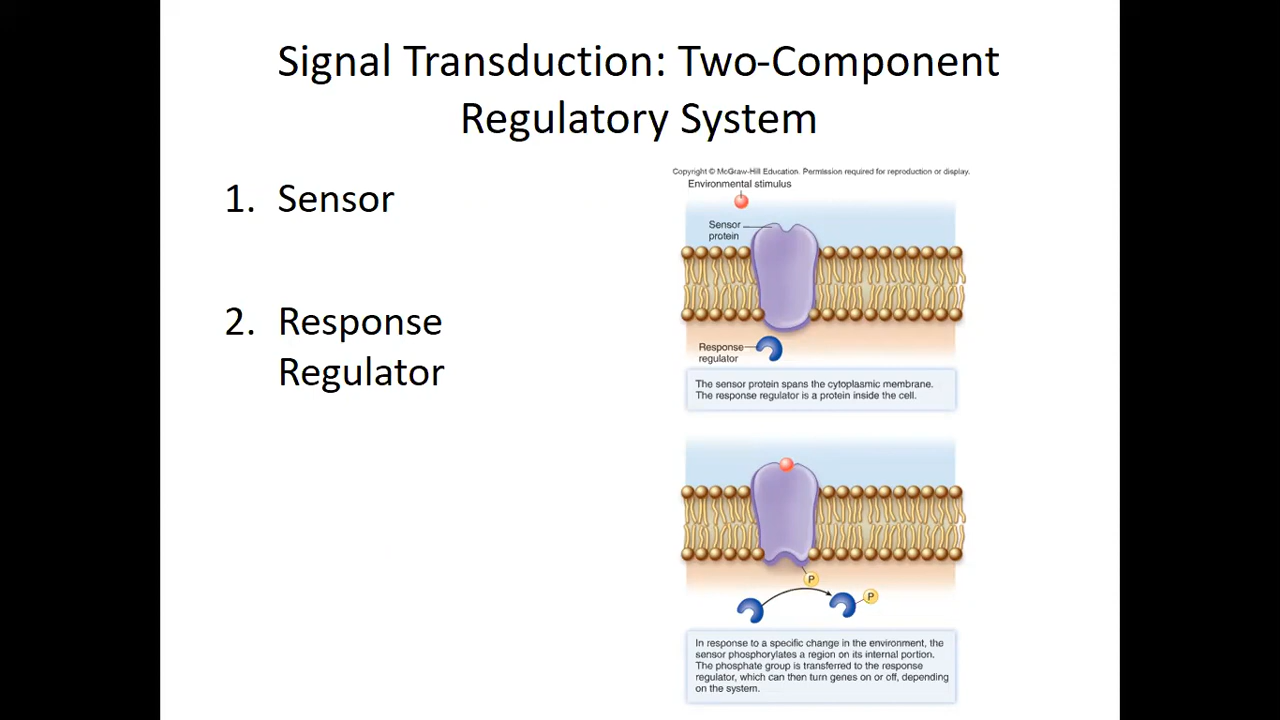 Signal Transduction: Two-Component
Regulatory System
1. Sensor
2. Response
Regulator
Copyright © McGraw-Hill Education. Permission required for reproduction or display.
Environmental stimulus
Sensor
protein
Response
regulator
The sensor protein spans the cytoplasmic membrane.
The response regulator is a protein inside the cell.
P
P
In response to a specific change in the environment, the
sensor phosphorylates a region on its internal portion.
The phosphate group is transferred to the response
regulator, which can then turn genes on or off, depending
on the system.